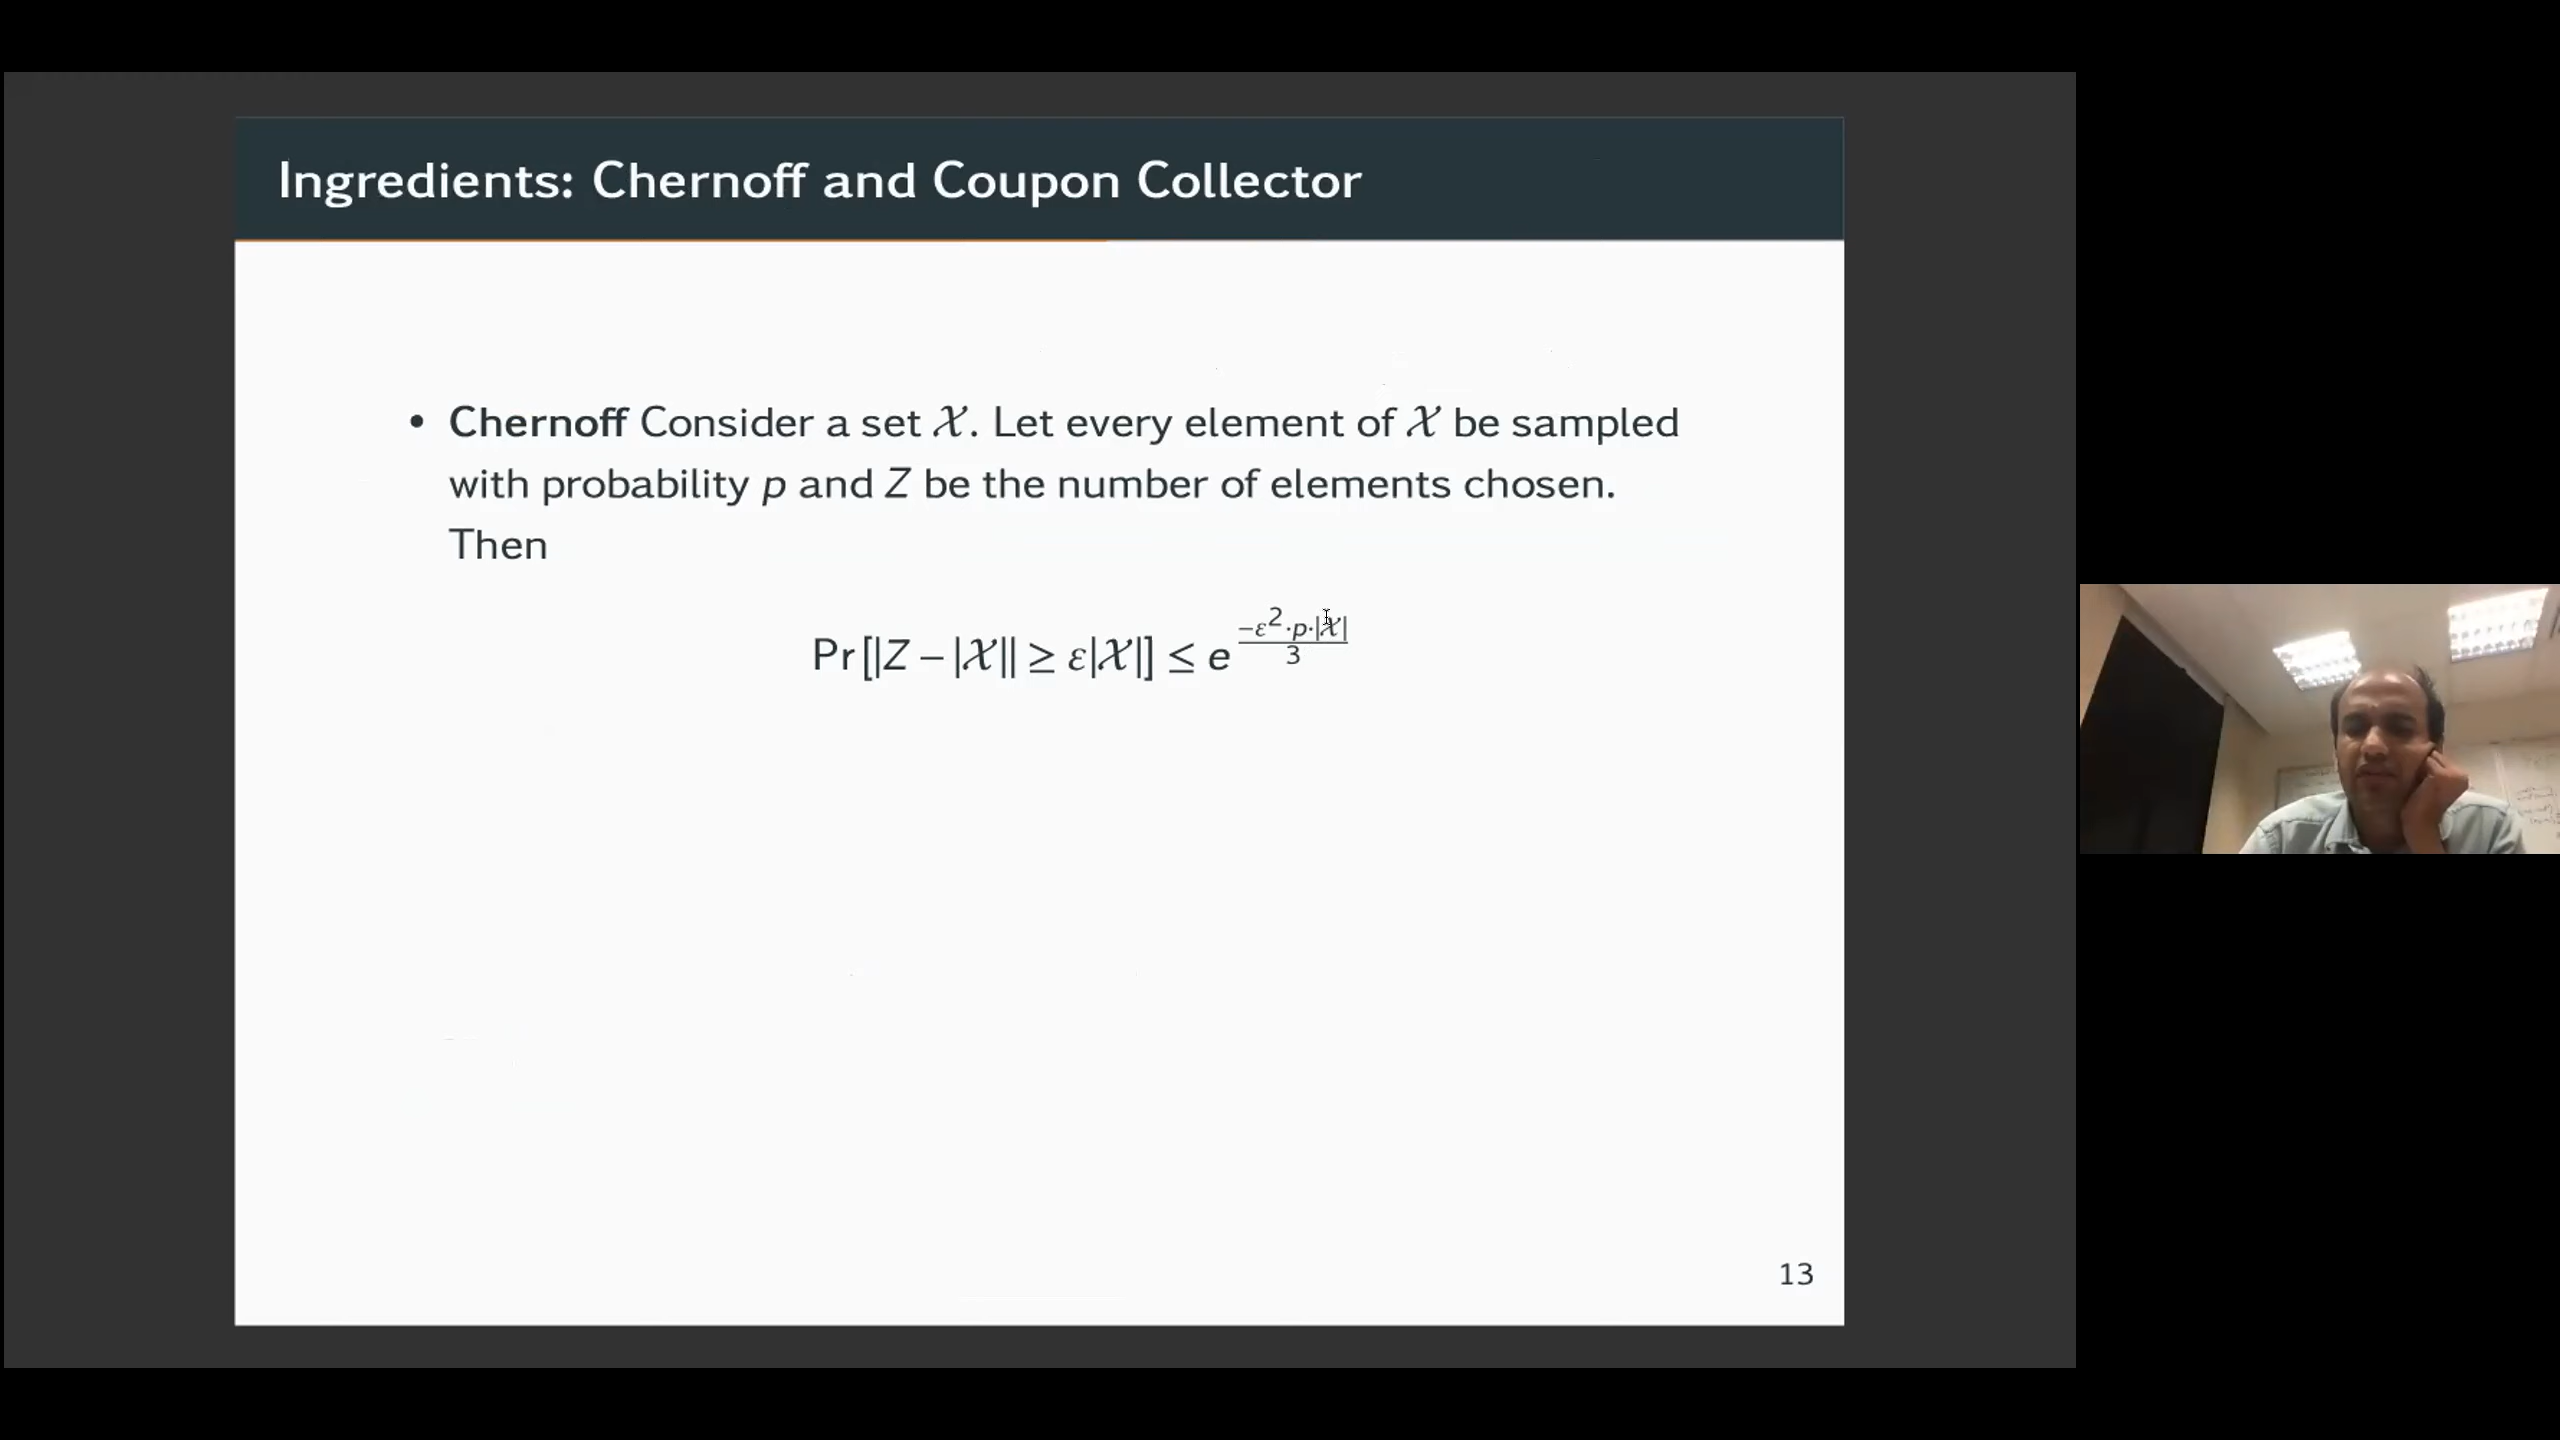 Ingredients: Chernoff and Coupon Collector
• Chernoff Consider a set 𝒳. Let every element of 𝒳 be sampled
with probability p and Z be the number of elements chosen.
Then
Pr[|Z − |𝒳|| ≥ ε|𝒳|] ≤ e^{\frac{−ε²·p·|𝒳|}{3}}
13